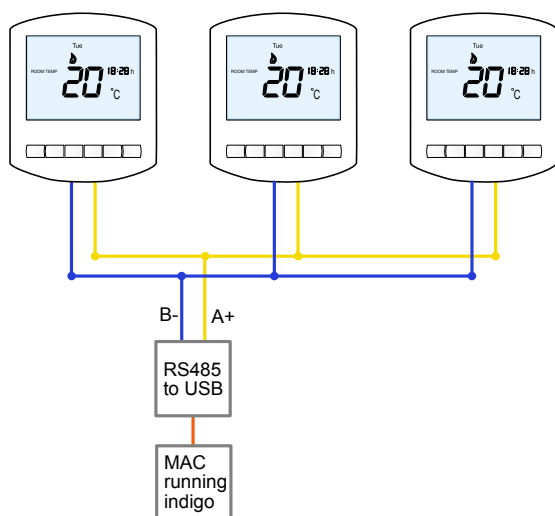 Tue
ROOM TEMP 20 18:28 h
°C
Tue
ROOM TEMP 20 18:28 h
°C
Tue
ROOM TEMP 20 18:28 h
°C
B- A+
RS485
to USB
MAC
running
indigo